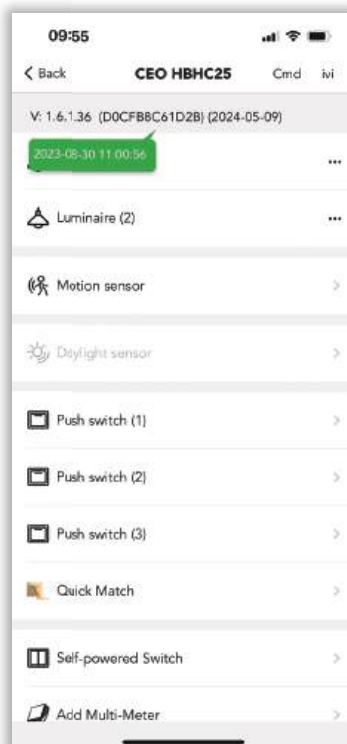 09:55
Back CEO HBHC25 Cmd ivi
V: 1.6.1.36 (D0CFB8C61D2B) (2024-05-09)
2023-08-30 11:00:56
Luminaire (2)
Motion sensor
Daylight sensor
Push switch (1)
Push switch (2)
Push switch (3)
Quick Match
Self-powered Switch
Add Multi-Meter